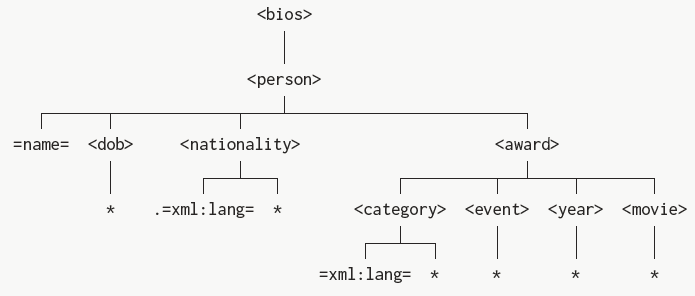 <bios>
<person>
=name= <dob> <nationality> <award>
* .=xml:lang= * <category> <event> <year> <movie>
=xml:lang= * * * *